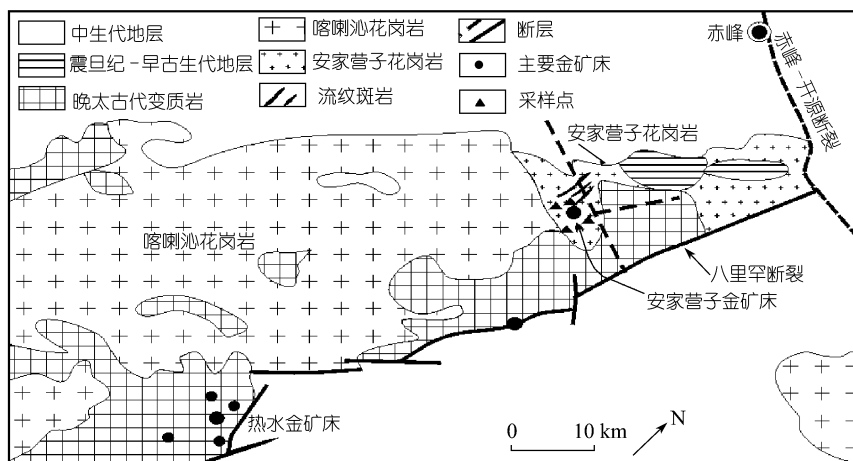 中生代地层
喀喇沁花岗岩
断层
震旦纪-早古生代地层
安家营子花岗岩
主要金矿床
晚太古代变质岩
流纹斑岩
采样点
赤峰
赤峰-开源断裂
安家营子花岗岩
喀喇沁花岗岩
八里罕断裂
安家营子金矿床
热水金矿床
0 10 km
N